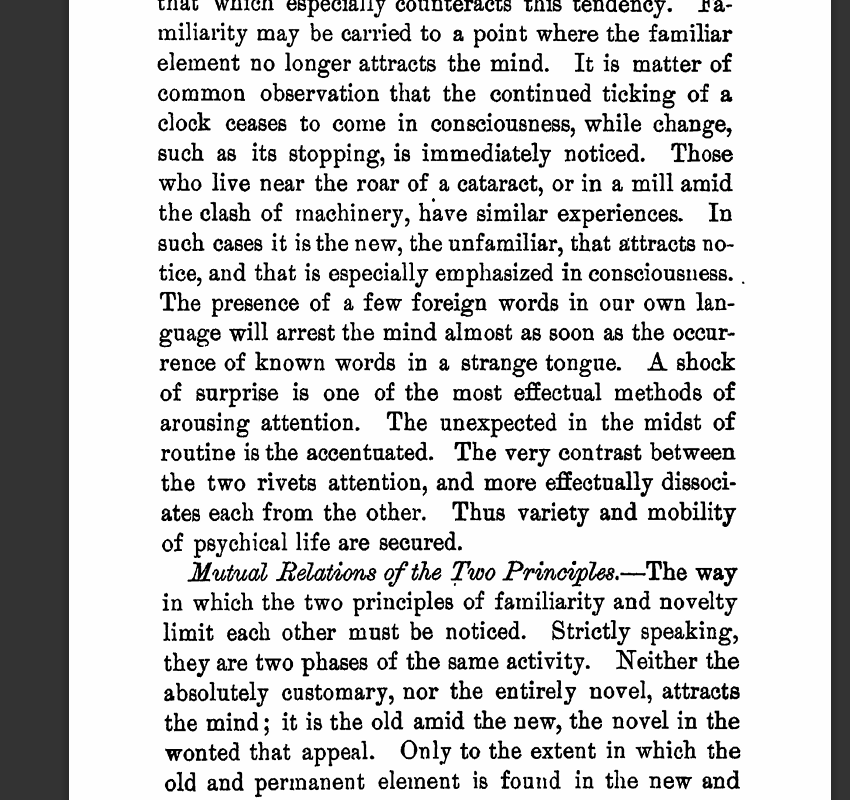 that which especially counteracts this tendency. Fa-
miliarity may be carried to a point where the familiar
element no longer attracts the mind. It is matter of
common observation that the continued ticking of a
clock ceases to come in consciousness, while change,
such as its stopping, is immediately noticed. Those
who live near the roar of a cataract, or in a mill amid
the clash of machinery, have similar experiences. In
such cases it is the new, the unfamiliar, that attracts no-
tice, and that is especially emphasized in consciousness.
The presence of a few foreign words in our own lan-
guage will arrest the mind almost as soon as the occur-
rence of known words in a strange tongue. A shock
of surprise is one of the most effectual methods of
arousing attention. The unexpected in the midst of
routine is the accentuated. The very contrast between
the two rivets attention, and more effectually dissoci-
ates each from the other. Thus variety and mobility
of psychical life are secured.
Mutual Relations of the Two Principles.—The way
in which the two principles of familiarity and novelty
limit each other must be noticed. Strictly speaking,
they are two phases of the same activity. Neither the
absolutely customary, nor the entirely novel, attracts
the mind; it is the old amid the new, the novel in the
wonted that appeal. Only to the extent in which the
old and permanent element is found in the new and